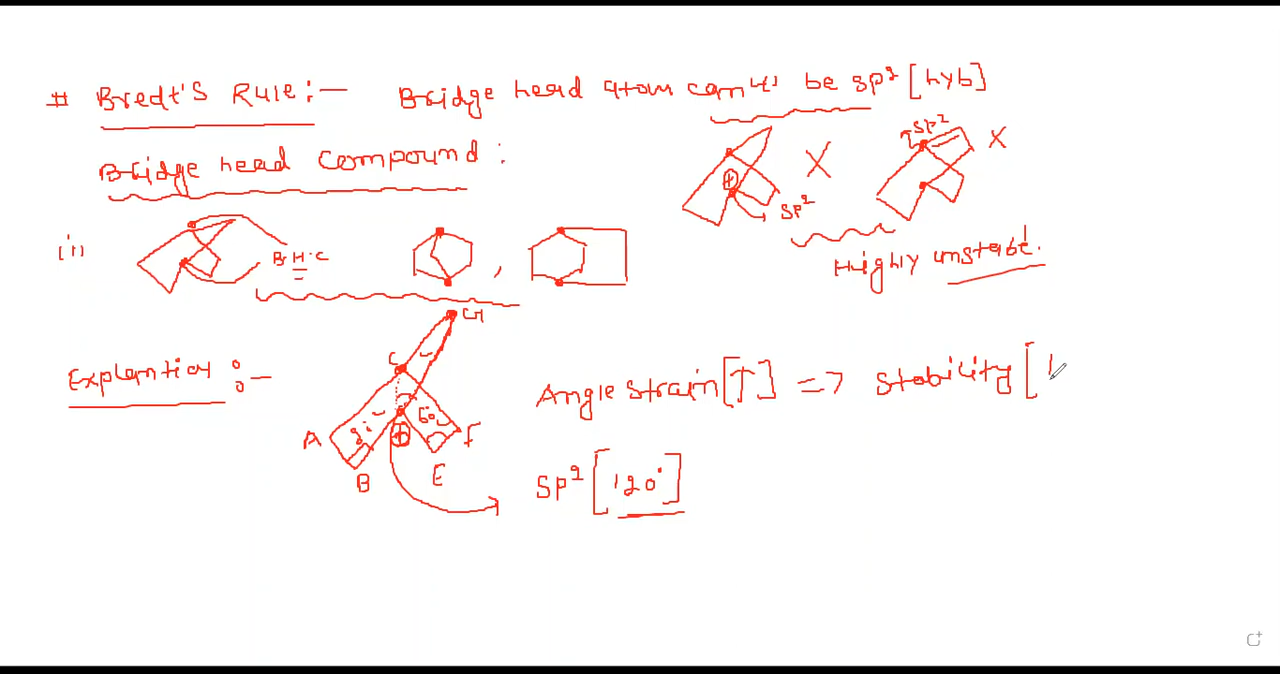 # Bredt'S Rule:- Bridge head atom can't be SP² [hyb]
Bridge head compound :
SP²
X
SP²
X
(i)
B.H.C
,
Highly unstable.
G
Explantion :-
C
Angle strain [↑] => Stability [
A
60
F
B
E
SP² [120°]